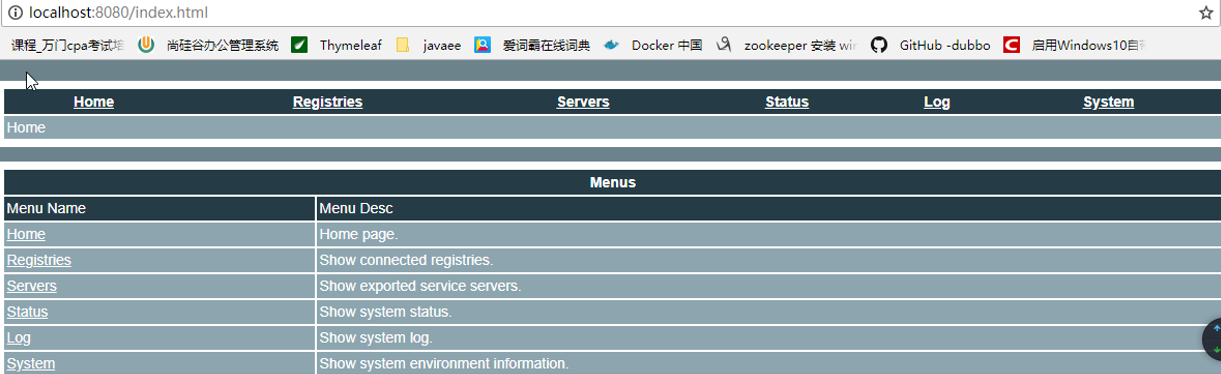 localhost:8080/index.html
课程_万门cpa考试培 尚硅谷办公管理系统 Thymeleaf javaee 爱词霸在线词典 Docker 中国 zookeeper 安装 win GitHub -dubbo 启用Windows10自带
Home Registries Servers Status Log System
Home
Menus
Menu Name Menu Desc
Home Home page.
Registries Show connected registries.
Servers Show exported service servers.
Status Show system status.
Log Show system log.
System Show system environment information.